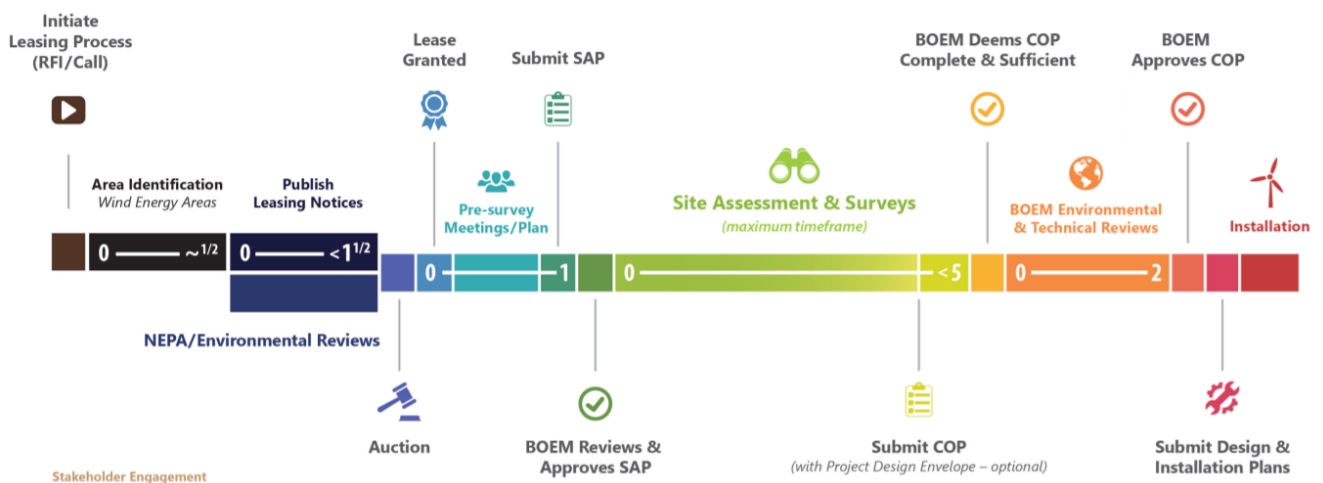 Initiate
Leasing Process
(RFI/Call)
Lease
Granted
Submit SAP
BOEM Deems COP
Complete & Sufficient
BOEM
Approves COP
Area Identification
Wind Energy Areas
Publish
Leasing Notices
Pre-survey
Meetings/Plan
Site Assessment & Surveys
(maximum timeframe)
BOEM Environmental
& Technical Reviews
Installation
0 ~1/2
0 <1 1/2
0 1
0 <5
0 2
NEPA/Environmental Reviews
Auction
BOEM Reviews &
Approves SAP
Submit COP
(with Project Design Envelope – optional)
Submit Design &
Installation Plans
Stakeholder Engagement